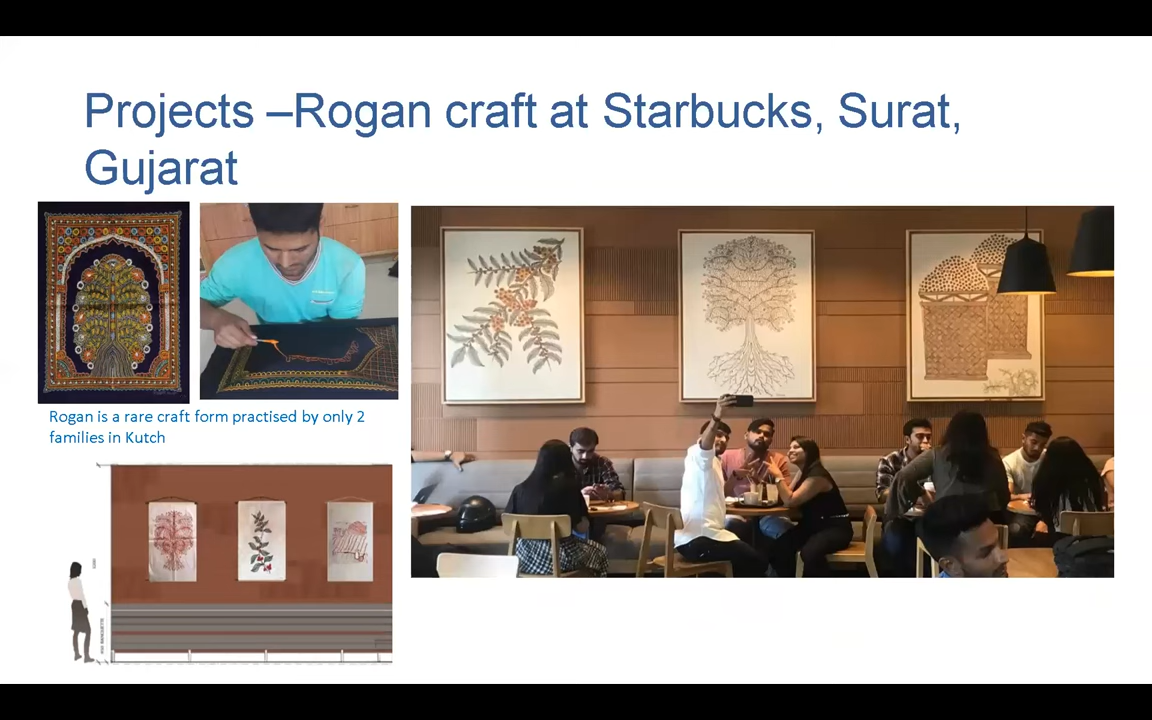 Projects –Rogan craft at Starbucks, Surat,
Gujarat
Rogan is a rare craft form practised by only 2
families in Kutch